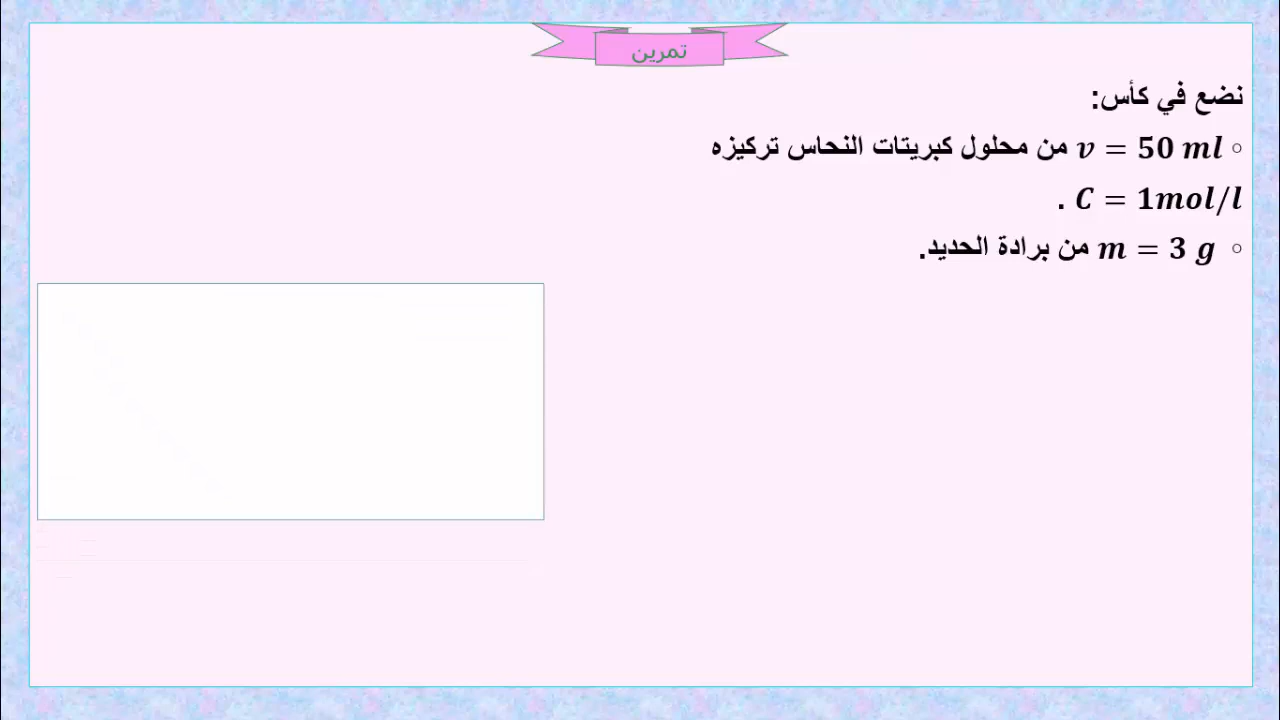 تمرين
نضع في كأس:
◦ v = 50 ml من محلول كبريتات النحاس تركيزه
C = 1mol/l .
◦ m = 3 g من برادة الحديد.